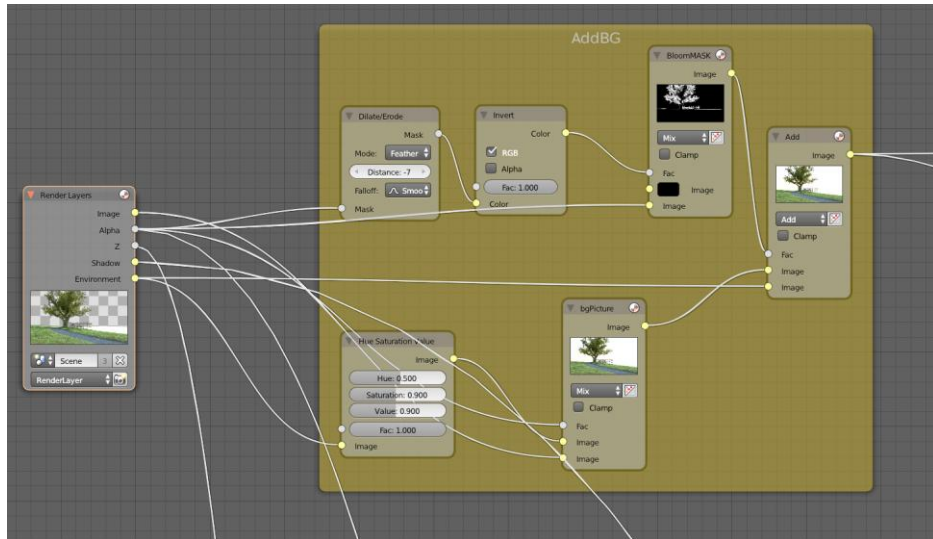 AddBG
Render Layers
Image
Alpha
Z
Shadow
Environment
Scene
3
RenderLayer
Dilate/Erode
Mask
Mode:
Feather
Distance: -7
Falloff:
Smoo
Mask
Invert
Color
RGB
Alpha
Fac: 1.000
Color
BloomMASK
Image
Mix
Clamp
Fac
Image
Image
Add
Image
Add
Clamp
Fac
Image
Image
Hue Saturation Value
Image
Hue: 0.500
Saturation: 0.900
Value: 0.900
Fac: 1.000
Image
bgPicture
Image
Mix
Clamp
Fac
Image
Image